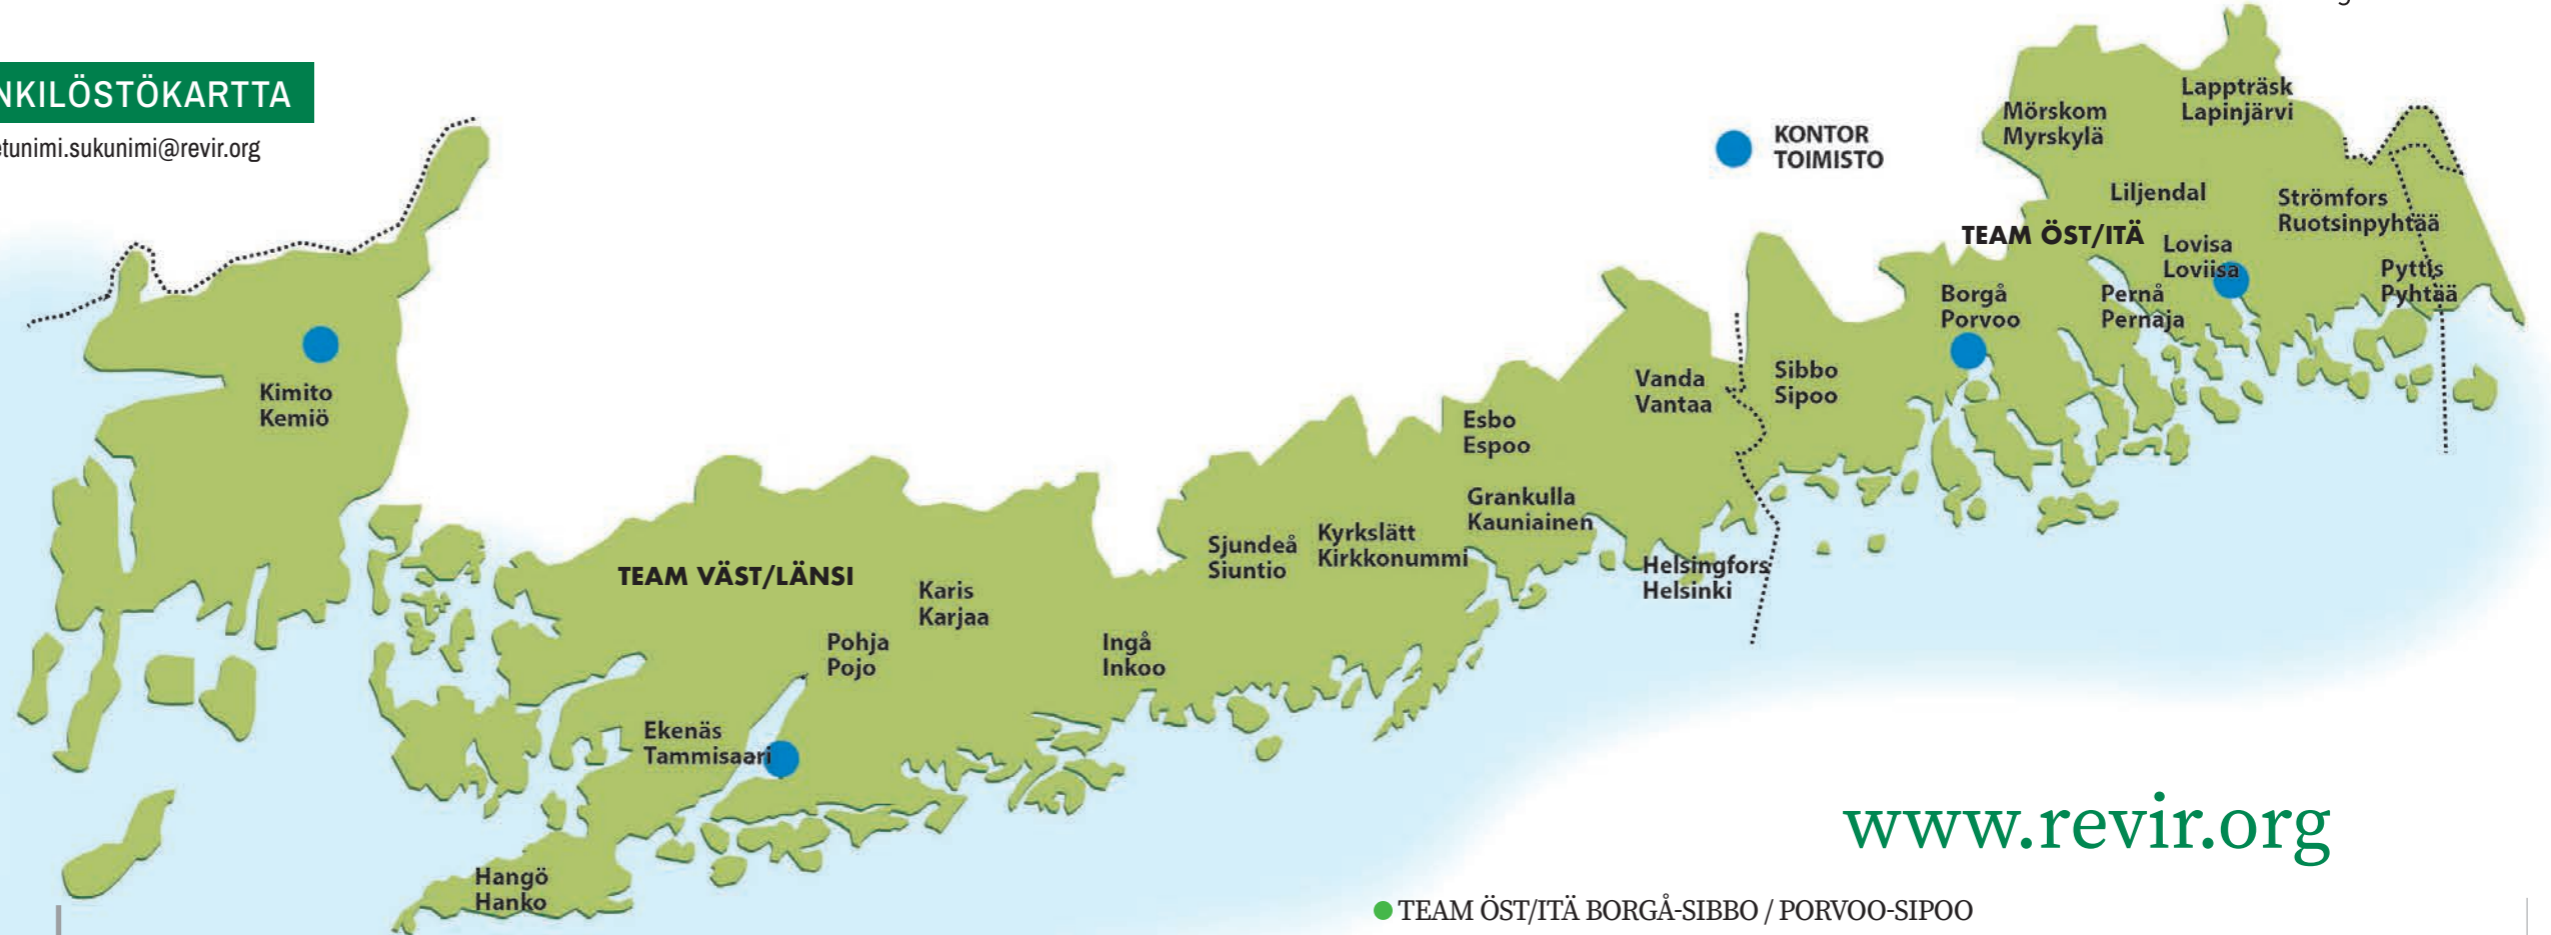 NKILÖSTÖKARTTA
etunimi.sukunimi@revir.org
KONTOR
TOIMISTO
Mörskom
Myrskylä
Lappträsk
Lapinjärvi
Liljendal
Strömfors
Ruotsinpyhtää
TEAM ÖST/ITÄ
Lovisa
Loviisa
Pyttis
Pyhtää
Borgå
Porvoo
Pernå
Pernaja
Kimito
Kemiö
Vanda
Vantaa
Sibbo
Sipoo
Esbo
Espoo
Grankulla
Kauniainen
Sjundeå
Siuntio
Kyrkslätt
Kirkkonummi
Helsingfors
Helsinki
TEAM VÄST/LÄNSI
Karis
Karjaa
Pohja
Pojo
Ingå
Inkoo
Ekenäs
Tammisaari
Hangö
Hanko
www.revir.org
TEAM ÖST/ITÄ BORGÅ-SIBBO / PORVOO-SIPOO